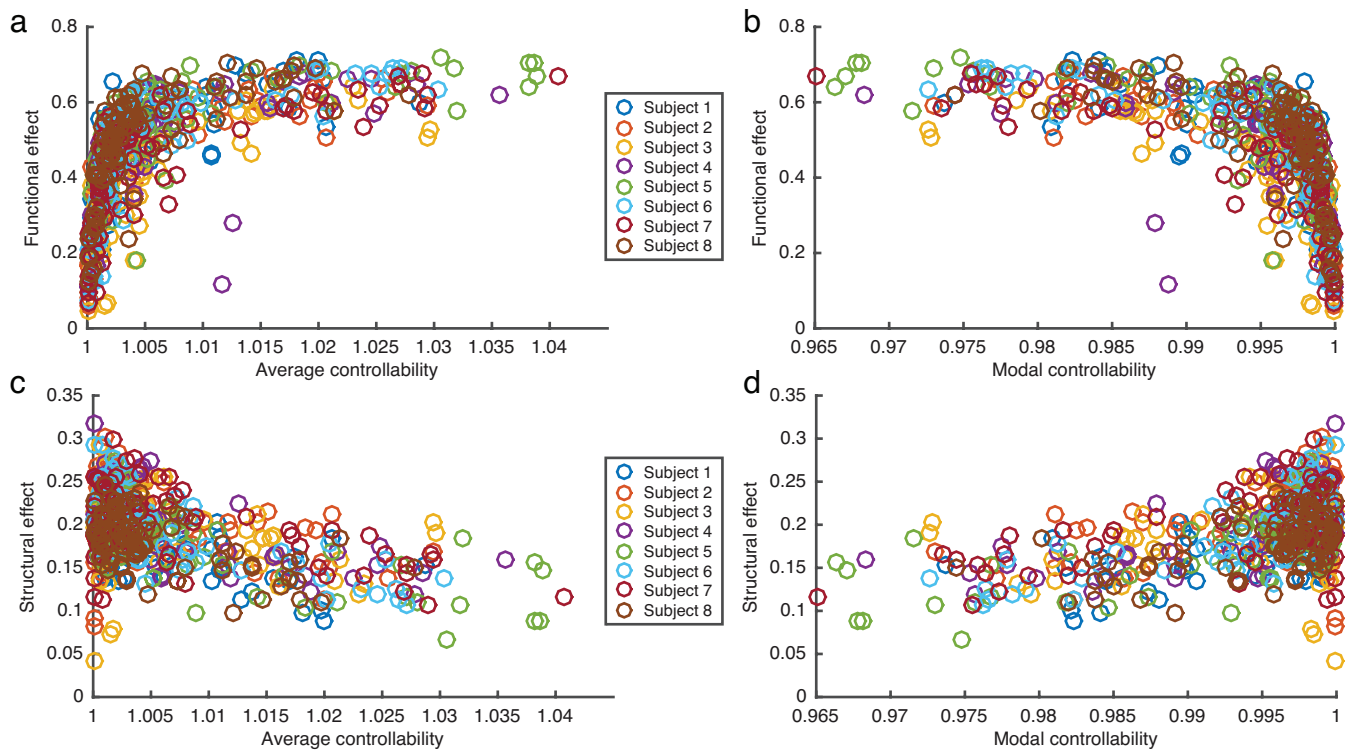 a
0.8
0.6
0.4
0.2
0
Functional effect
1 1.005 1.01 1.015 1.02 1.025 1.03 1.035 1.04
Average controllability
Subject 1
Subject 2
Subject 3
Subject 4
Subject 5
Subject 6
Subject 7
Subject 8
b
0.8
0.6
0.4
0.2
0
Functional effect
0.965 0.97 0.975 0.98 0.985 0.99 0.995 1
Modal controllability
c
0.35
0.3
0.25
0.2
0.15
0.1
0.05
0
Structural effect
1 1.005 1.01 1.015 1.02 1.025 1.03 1.035 1.04
Average controllability
Subject 1
Subject 2
Subject 3
Subject 4
Subject 5
Subject 6
Subject 7
Subject 8
d
0.35
0.3
0.25
0.2
0.15
0.1
0.05
0
Structural effect
0.965 0.97 0.975 0.98 0.985 0.99 0.995 1
Modal controllability